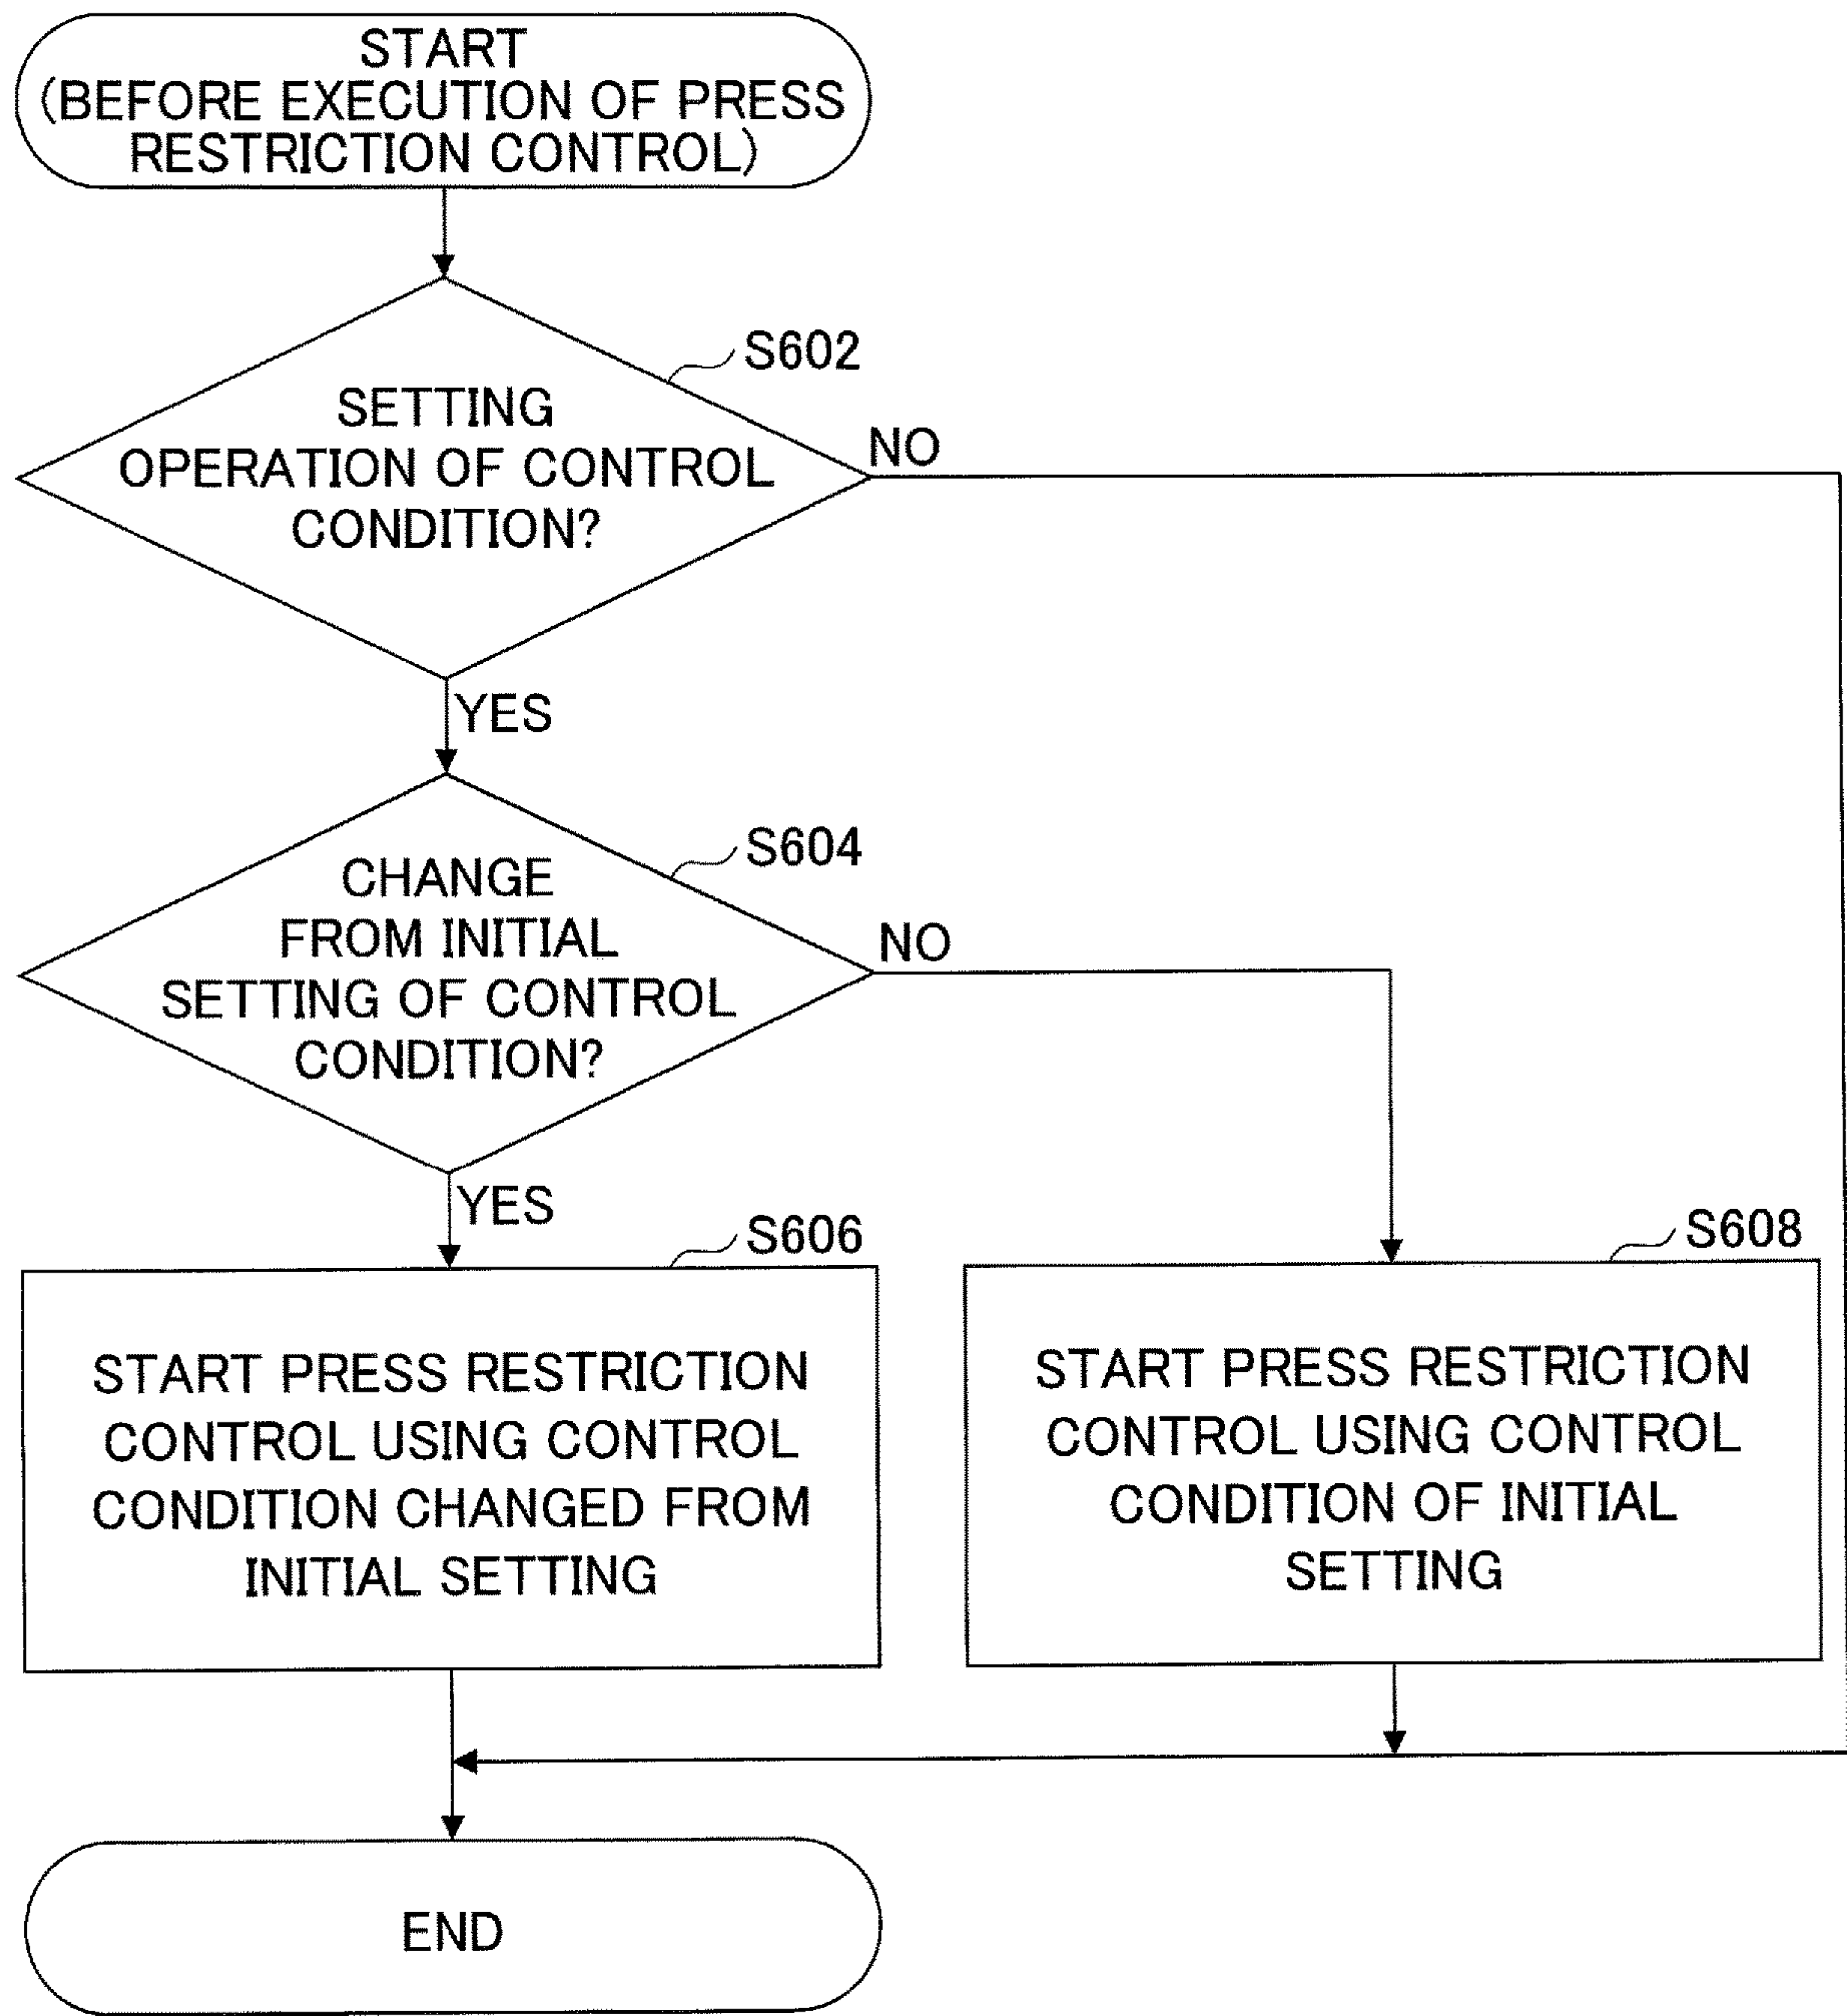 START
(BEFORE EXECUTION OF PRESS
RESTRICTION CONTROL)
S602
SETTING
OPERATION OF CONTROL
CONDITION?
NO
YES
S604
CHANGE
FROM INITIAL
SETTING OF CONTROL
CONDITION?
NO
YES
S606
START PRESS RESTRICTION
CONTROL USING CONTROL
CONDITION CHANGED FROM
INITIAL SETTING
S608
START PRESS RESTRICTION
CONTROL USING CONTROL
CONDITION OF INITIAL
SETTING
END